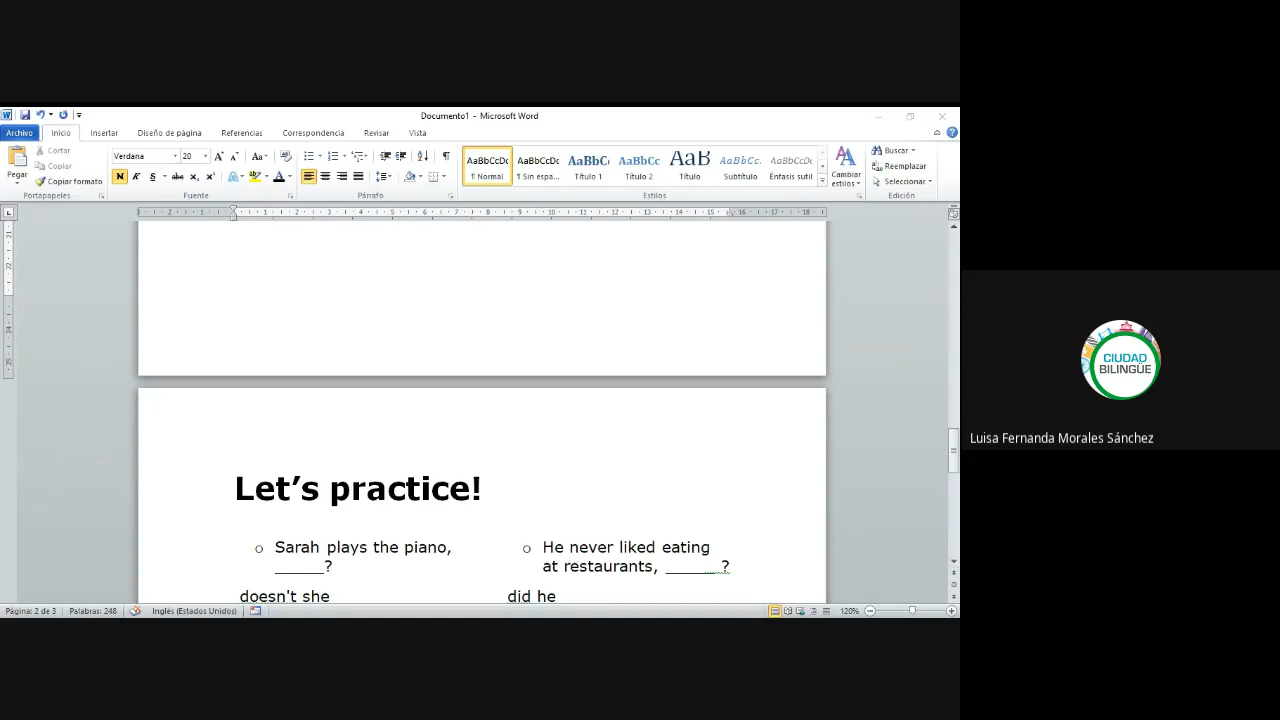 Documento1 - Microsoft Word
Archivo Inicio Insertar Diseño de página Referencias Correspondencia Revisar Vista
Pegar
Cortar
Copiar
Copiar formato
Portapapeles
Verdana 20
Fuente
Párrafo
AaBbCcDc AaBbCcDc AaBbC AaBbCc AaB AaBbCc. AaBbCcDc
¶ Normal ¶ Sin espa... Título 1 Título 2 Título Subtítulo Énfasis sutil
Estilos
Cambiar
estilos
Buscar
Reemplazar
Seleccionar
Edición
Let’s practice!
o Sarah plays the piano,
______?
doesn't she
o He never liked eating
at restaurants, ______?
did he
Página: 2 de 3 Palabras: 248 Inglés (Estados Unidos) 120%
CIUDAD
BILINGÜE
Luisa Fernanda Morales Sánchez